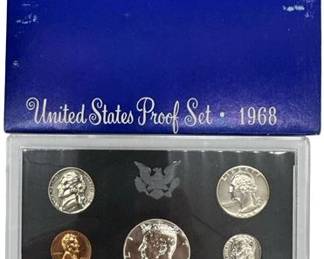 United States Proof Set · 1968